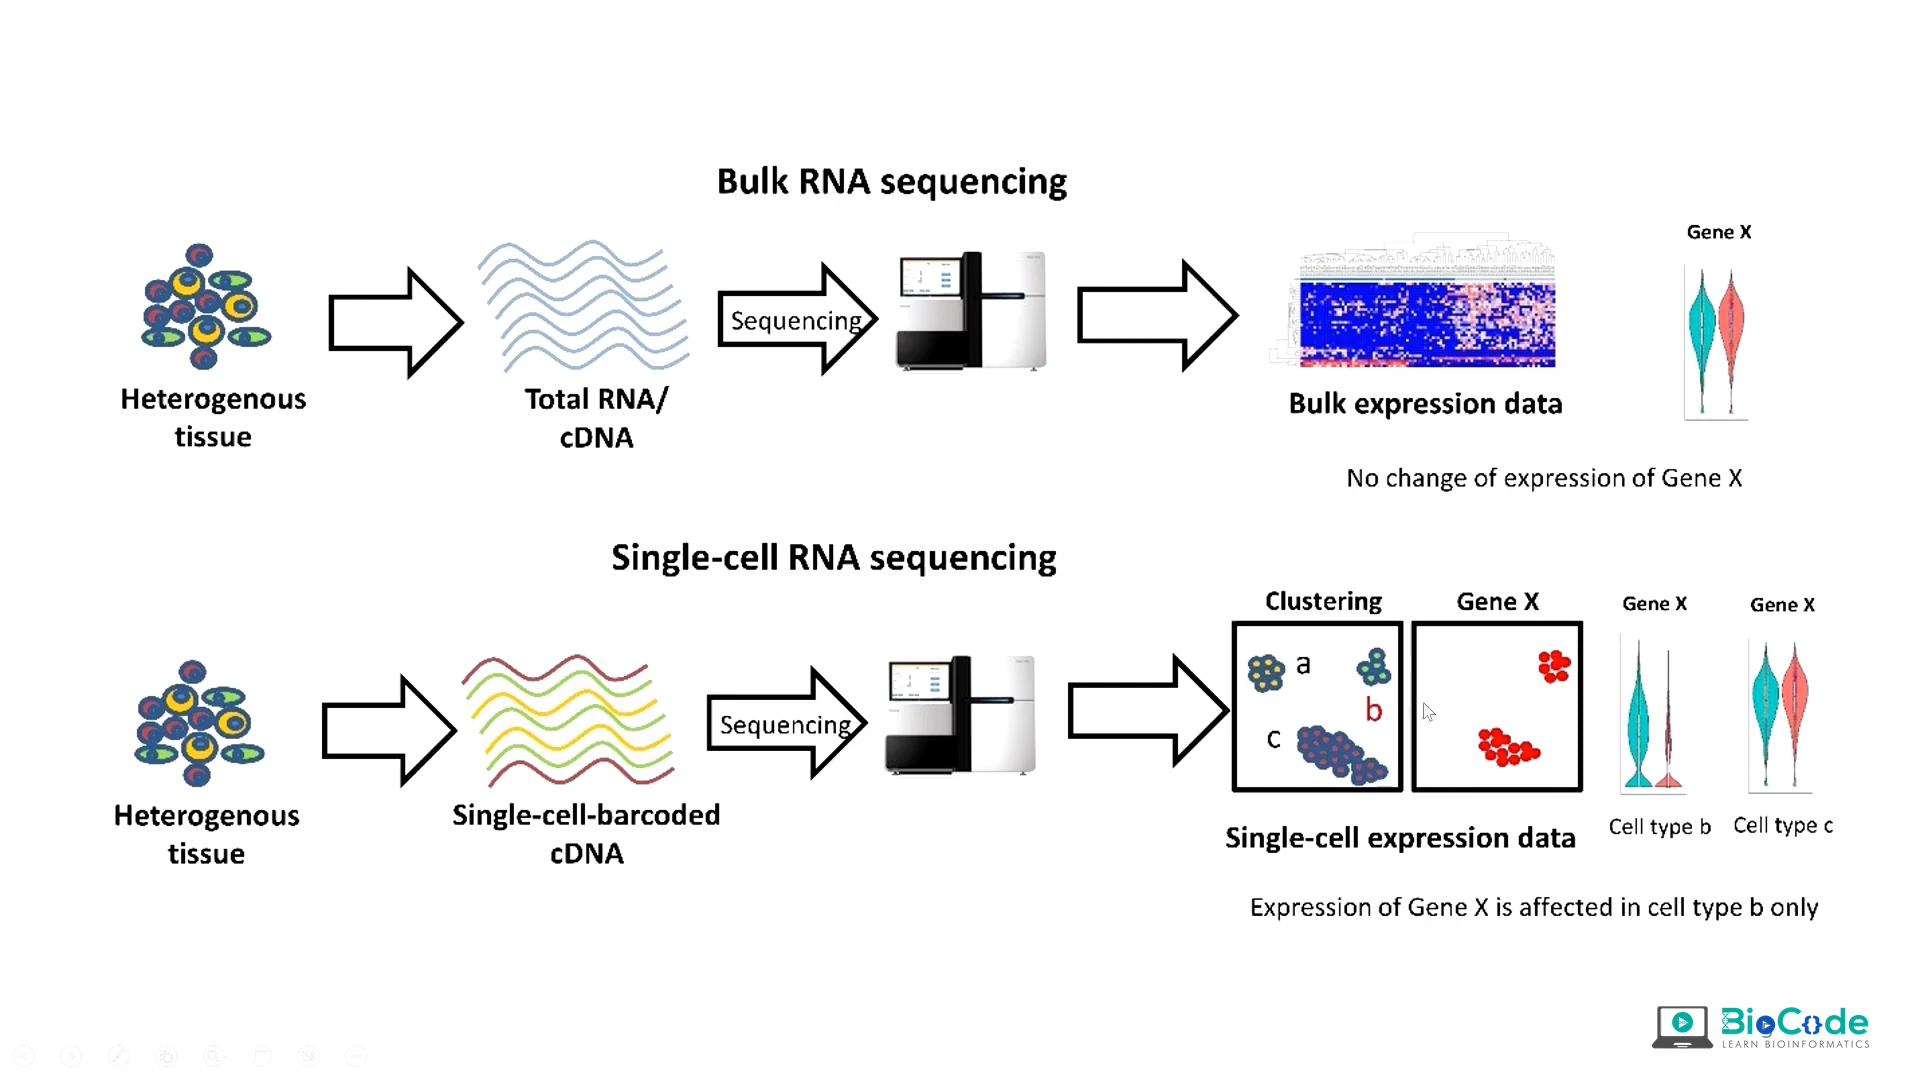 Bulk RNA sequencing
Gene X
Sequencing
Heterogenous
tissue
Total RNA/
cDNA
Bulk expression data
No change of expression of Gene X
Single-cell RNA sequencing
Clustering
Gene X
Gene X
Gene X
a
b
c
Sequencing
Heterogenous
tissue
Single-cell-barcoded
cDNA
Single-cell expression data
Cell type b
Cell type c
Expression of Gene X is affected in cell type b only
BioCode
LEARN BIOINFORMATICS